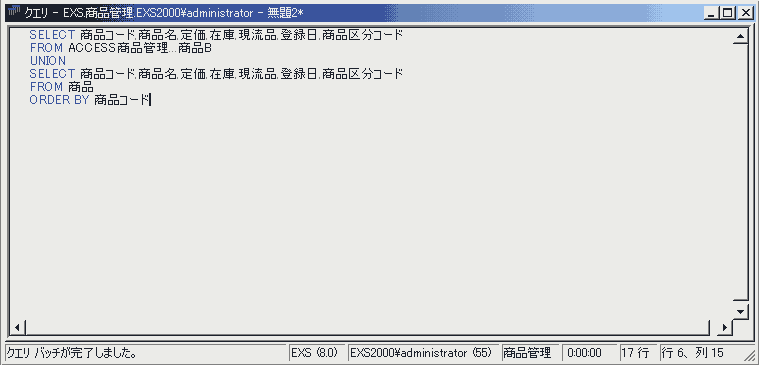 クエリ - EXS.商品管理.EXS2000¥administrator - 無題2*
SELECT 商品コード,商品名,定価,在庫,現流品,登録日,商品区分コード
FROM ACCESS商品管理...商品B
UNION
SELECT 商品コード,商品名,定価,在庫,現流品,登録日,商品区分コード
FROM 商品
ORDER BY 商品コード
クエリ バッチが完了しました。 EXS (8.0) EXS2000¥administrator (55) 商品管理 0:00:00 17 行 行 6、列 15